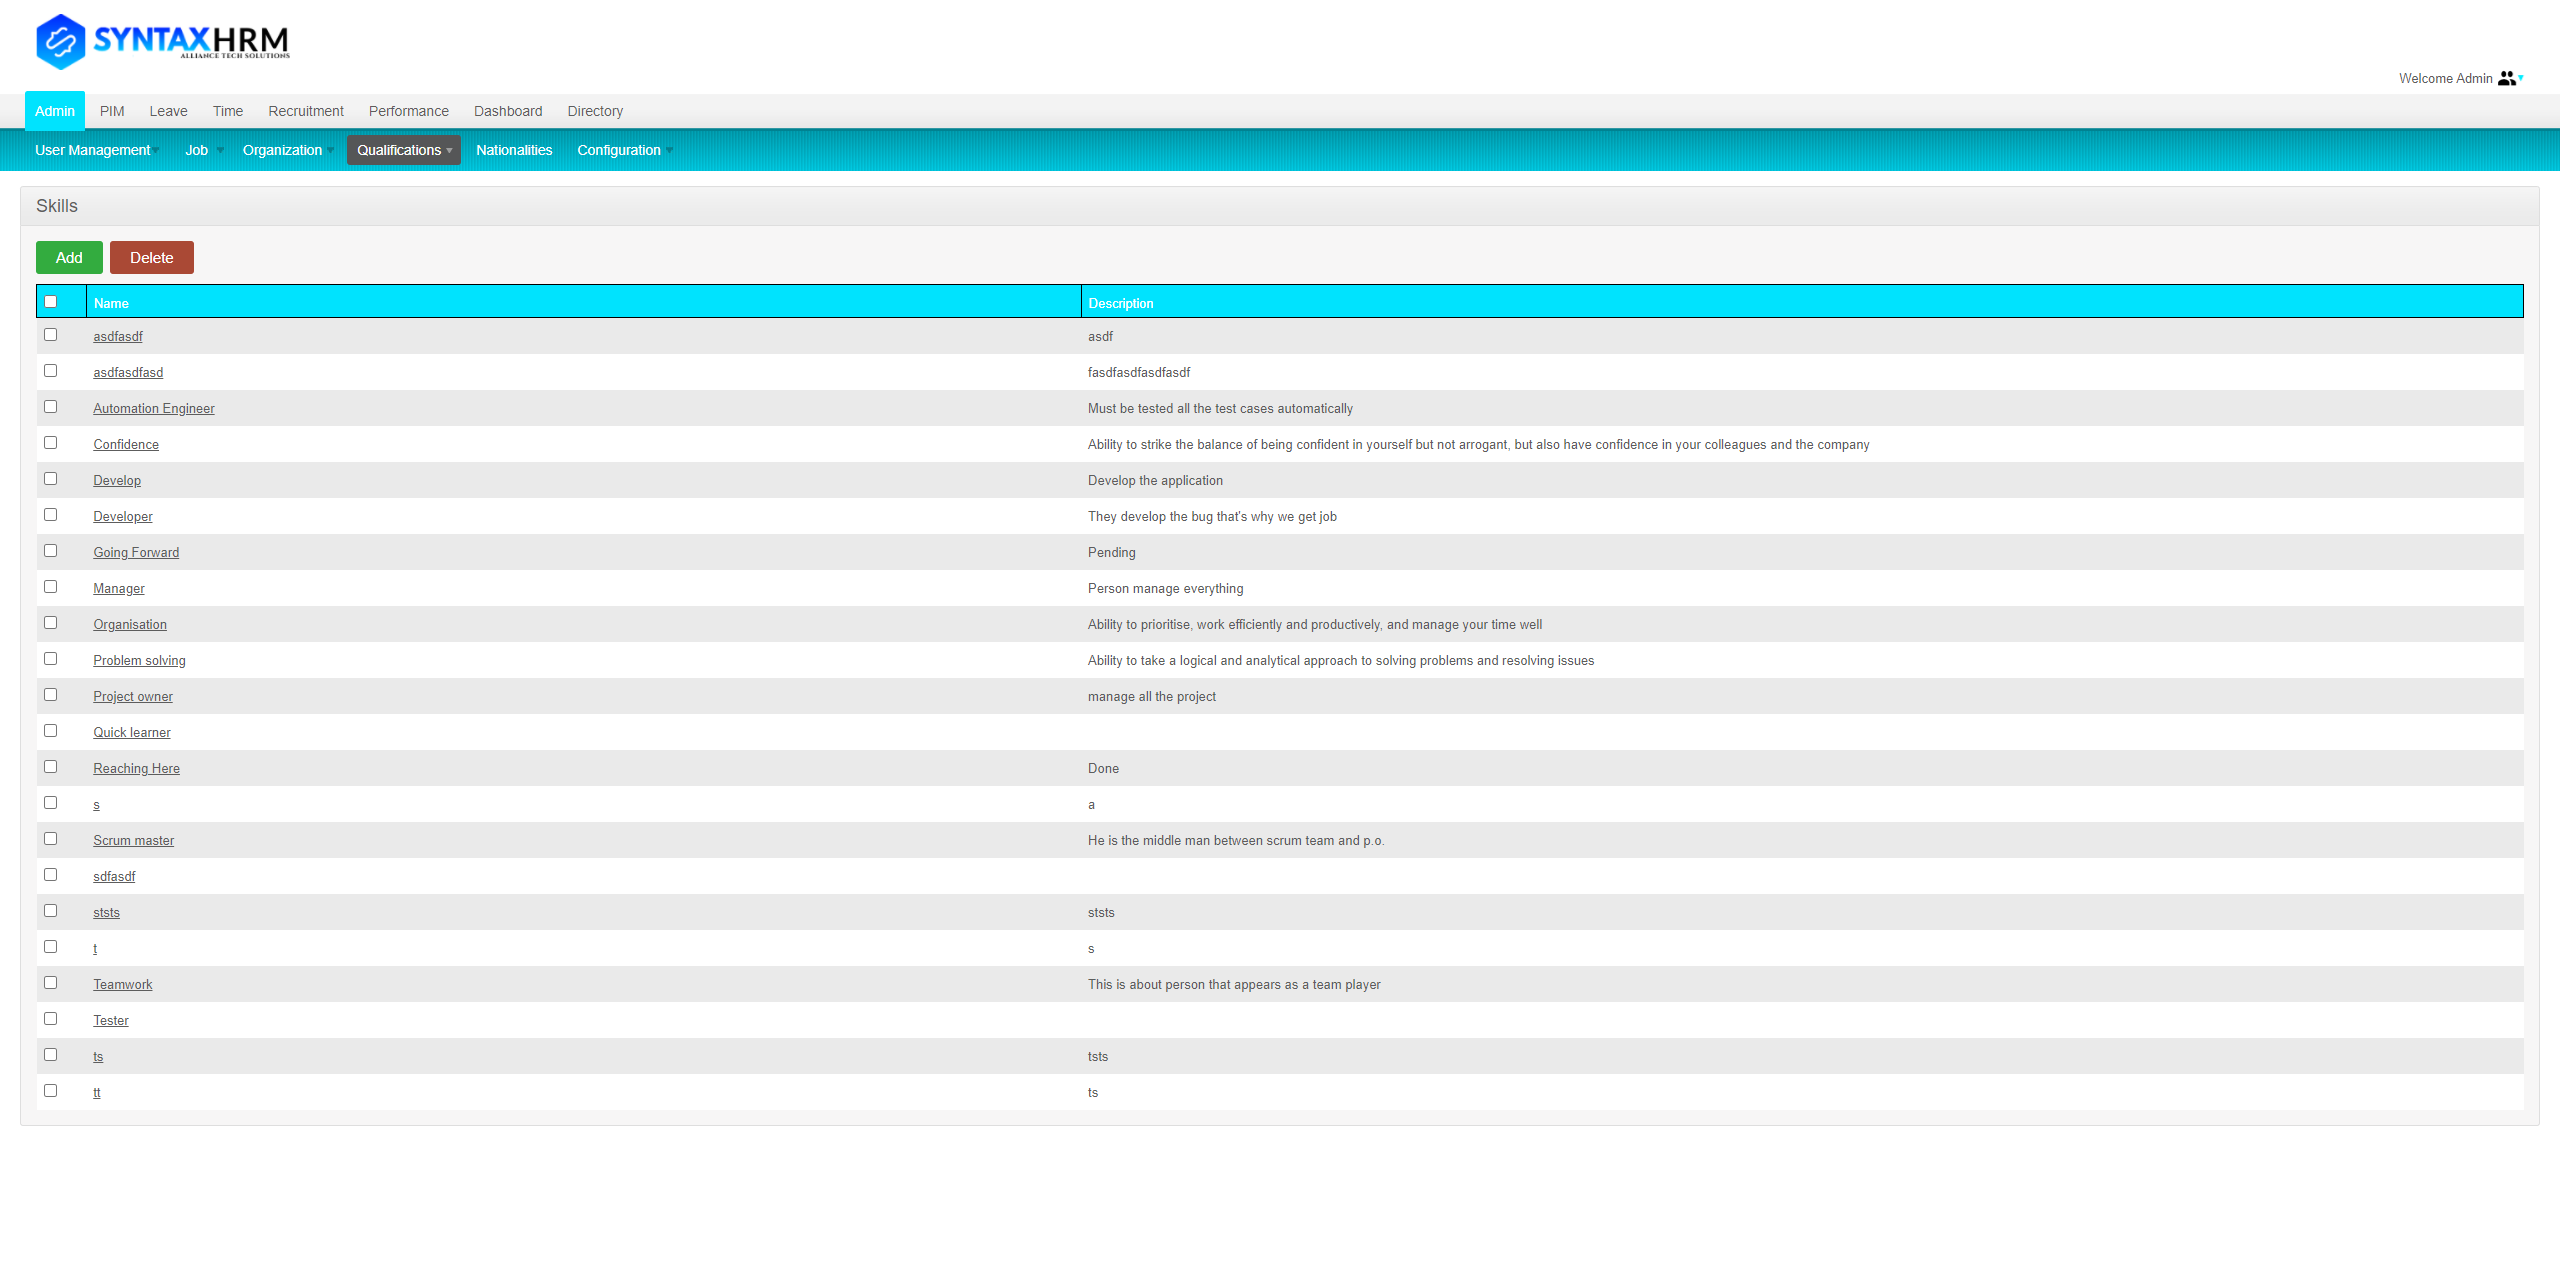 SYNTAXHRM
ALLIANCE TECH SOLUTIONS
Welcome Admin
Admin PIM Leave Time Recruitment Performance Dashboard Directory
User Management Job Organization Qualifications Nationalities Configuration
Skills
Add Delete
Name Description
asdfasdf asdf
asdfasdfasd fasdfasdfasdfasdf
Automation Engineer Must be tested all the test cases automatically
Confidence Ability to strike the balance of being confident in yourself but not arrogant, but also have confidence in your colleagues and the company
Develop Develop the application
Developer They develop the bug that's why we get job
Going Forward Pending
Manager Person manage everything
Organisation Ability to prioritise, work efficiently and productively, and manage your time well
Problem solving Ability to take a logical and analytical approach to solving problems and resolving issues
Project owner manage all the project
Quick learner
Reaching Here Done
s a
Scrum master He is the middle man between scrum team and p.o.
sdfasdf
ststs ststs
t s
Teamwork This is about person that appears as a team player
Tester
ts tsts
tt ts